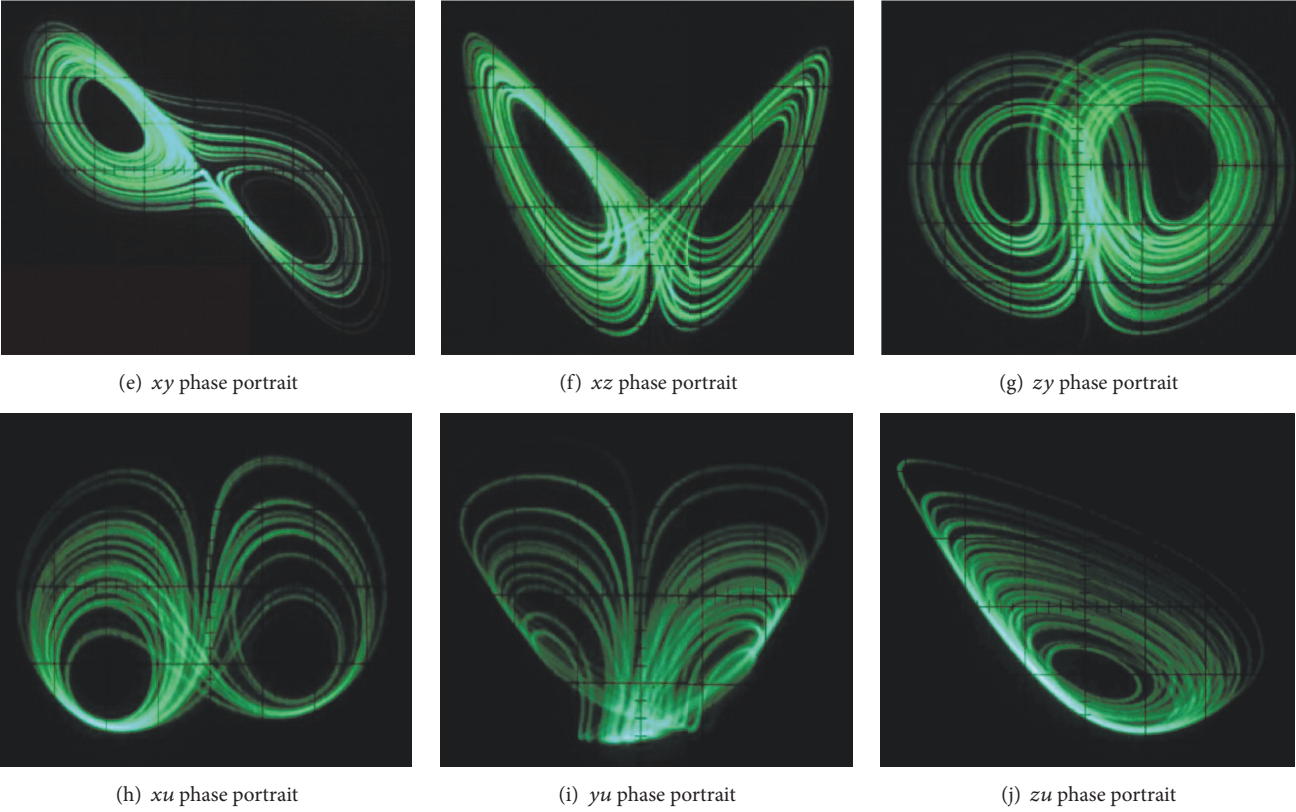 (e) xy phase portrait
(f) xz phase portrait
(g) zy phase portrait
(h) xu phase portrait
(i) yu phase portrait
(j) zu phase portrait